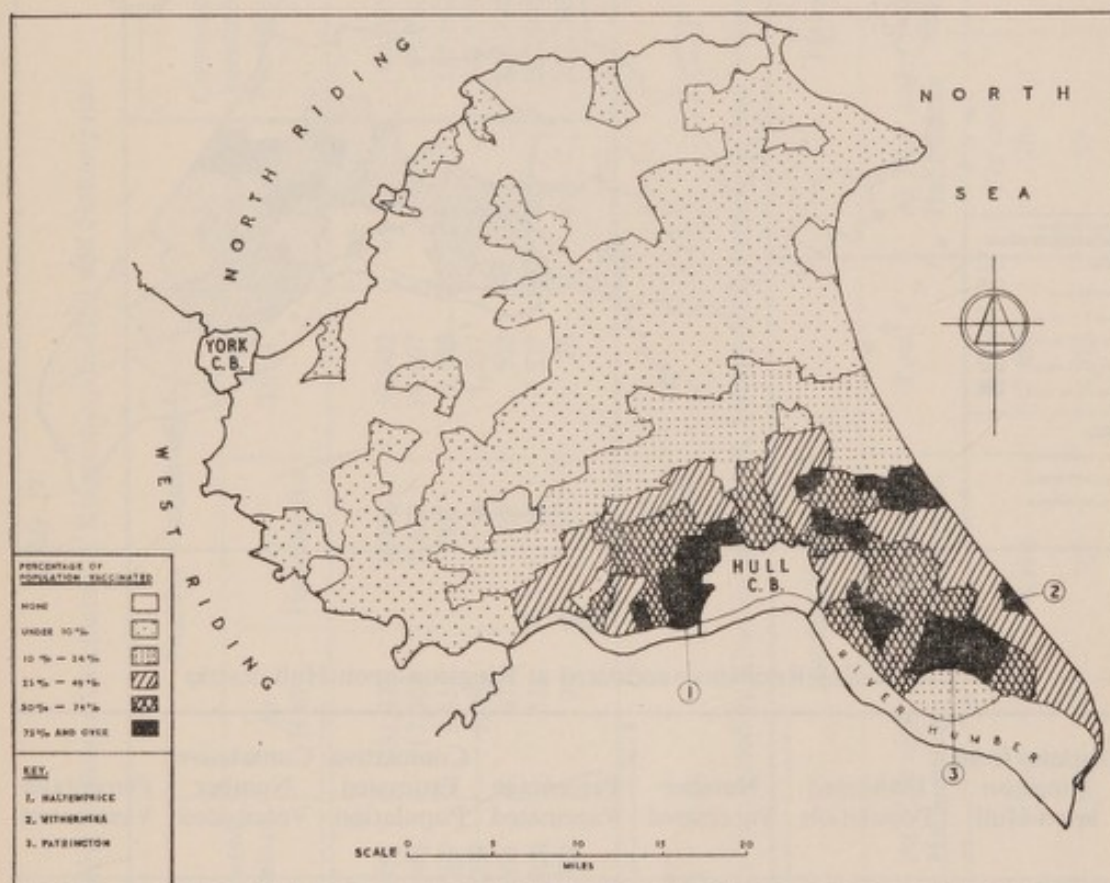 NORTH RIDING
NORTH
SEA
YORK
C.B.
WEST RIDING
HULL
C.B.
RIVER HUMBER
1
2
3
PERCENTAGE OF
POPULATION VACCINATED
NONE
UNDER 10%
10% — 24%
25% — 49%
50% — 74%
75% AND OVER
KEY.
1. HALTEMPRICE
2. WITHERNSEA
3. PATRINGTON
SCALE 0 5 10 15 20
MILES